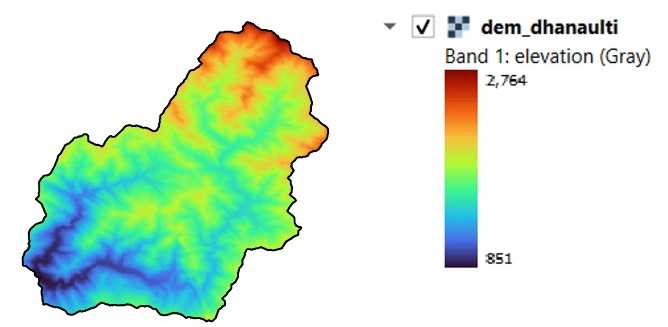 dem_dhanaulti
Band 1: elevation (Gray)
2,764
851